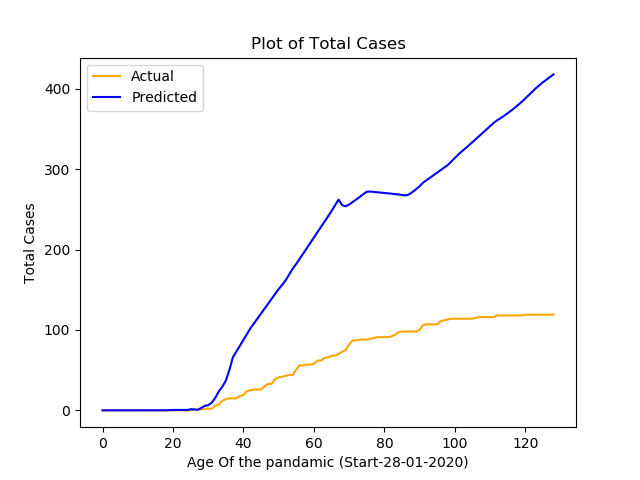 Plot of Total Cases
Actual
Predicted
400
300
200
100
0
Total Cases
0 20 40 60 80 100 120
Age Of the pandamic (Start-28-01-2020)